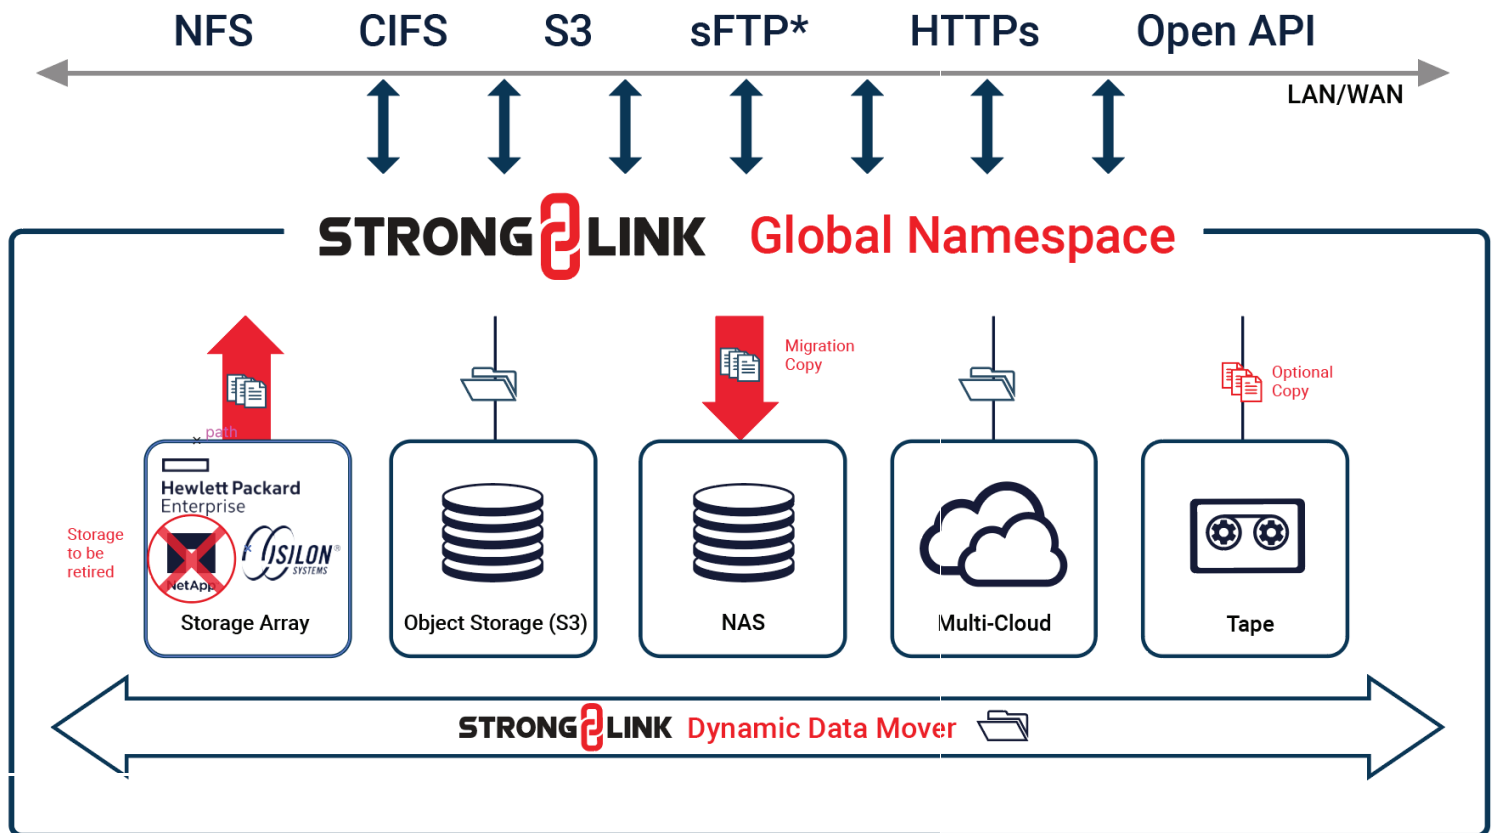 NFS CIFS S3 sFTP* HTTPs Open API
LAN/WAN
STRONG LINK Global Namespace
Migration
Copy
Optional
Copy
path
Hewlett Packard
Enterprise
Storage
to be
retired
NetApp
ISILON®
SYSTEMS
Storage Array
Object Storage (S3)
NAS
Multi-Cloud
Tape
STRONG LINK Dynamic Data Mover